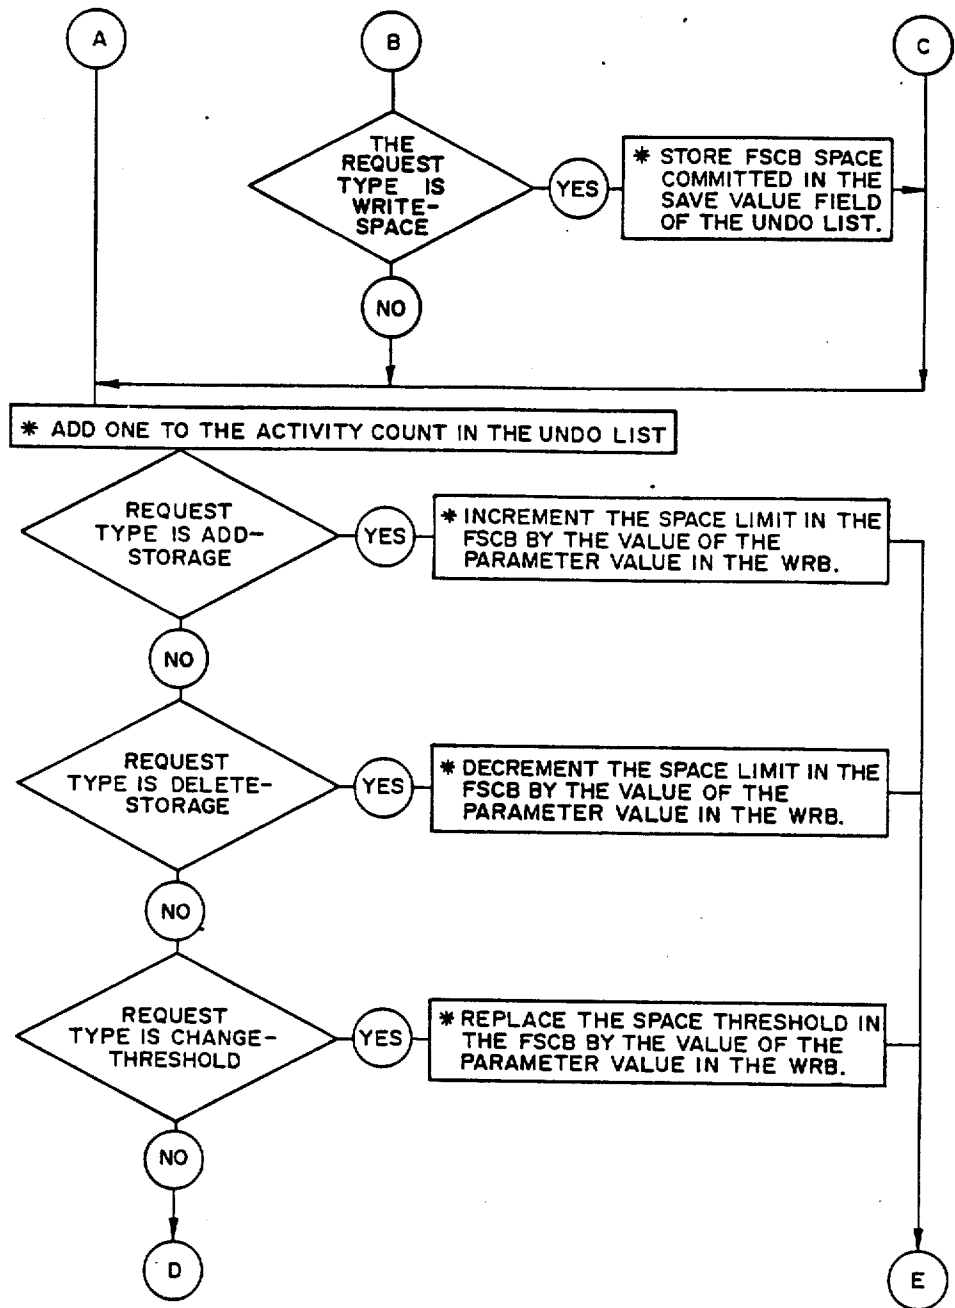 A
B
C
THE
REQUEST
TYPE IS
WRITE-
SPACE
YES
* STORE FSCB SPACE
COMMITTED IN THE
SAVE VALUE FIELD
OF THE UNDO LIST.
NO
* ADD ONE TO THE ACTIVITY COUNT IN THE UNDO LIST
REQUEST
TYPE IS ADD-
STORAGE
YES
* INCREMENT THE SPACE LIMIT IN THE
FSCB BY THE VALUE OF THE
PARAMETER VALUE IN THE WRB.
NO
REQUEST
TYPE IS DELETE-
STORAGE
YES
* DECREMENT THE SPACE LIMIT IN THE
FSCB BY THE VALUE OF THE
PARAMETER VALUE IN THE WRB.
NO
REQUEST
TYPE IS CHANGE-
THRESHOLD
YES
* REPLACE THE SPACE THRESHOLD IN
THE FSCB BY THE VALUE OF THE
PARAMETER VALUE IN THE WRB.
NO
D
E